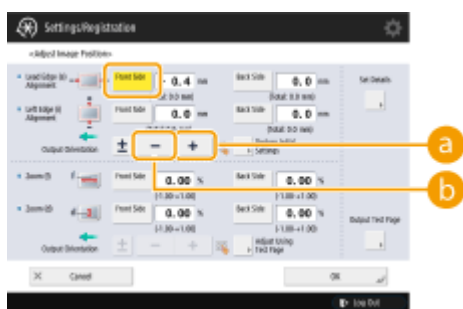 Settings/Registration
<Adjust Image Position>
Lead Edge Alignment
Front Side
- 0.4 mm
Back Side
0.0 mm
Set Details
Left Edge Alignment
Front Side
0.0 mm
Back Side
0.0 mm
Output Orientation
±
−
+
Settings
a
b
Zoom
Front Side
0.00 %
Back Side
0.00 %
Zoom
Front Side
0.00 %
Back Side
0.00 %
Output Test Page
Output Orientation
±
−
+
Adjust Using
Test Page
× Cancel
OK
Log Out